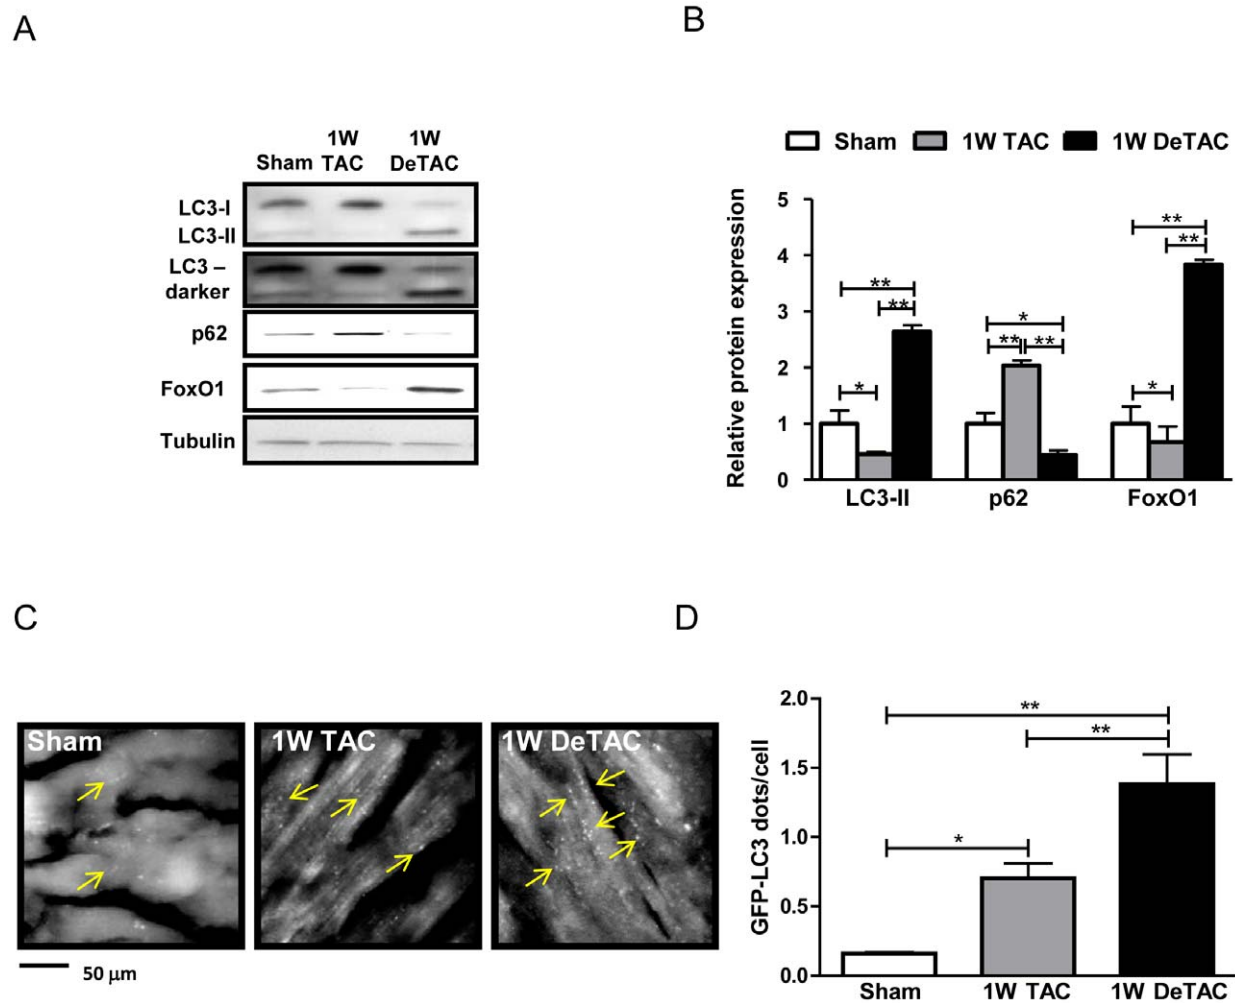 A
1W 1W
Sham TAC DeTAC
LC3-I
LC3-II
LC3 –
darker
p62
FoxO1
Tubulin
B
Sham 1W TAC 1W DeTAC
Relative protein expression
5
4
3
2
1
0
** ** *
** * **
** *
LC3-II p62 FoxO1
C
Sham 1W TAC 1W DeTAC
50 µm
D
GFP-LC3 dots/cell
2.0
1.5
1.0
0.5
0.0
**
**
*
Sham 1W TAC 1W DeTAC